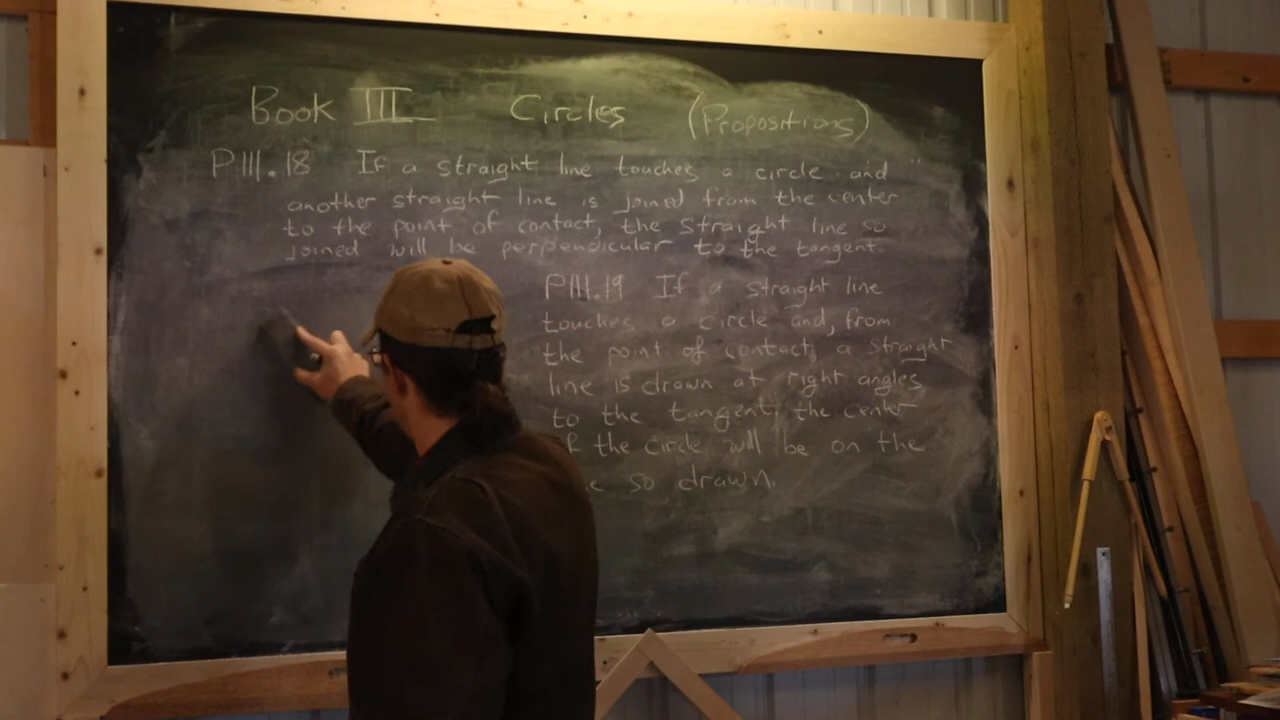 Book III Circles (Propositions)
P III. 18 If a straight line touches a circle and
another straight line is joined from the center
to the point of contact, the straight line so
joined will be perpendicular to the tangent.
P III. 19 If a straight line
touches a circle and, from
the point of contact, a straight
line is drawn at right angles
to the tangent, the center
the circle will be on the
so drawn.